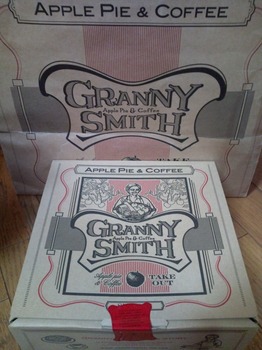 APPLE PIE & COFFEE
GRANNY
Apple Pie & Coffee
SMITH
TAKE
APPLE PIE & COFFEE
GRANNY
Apple Pie & Coffee
SMITH
TAKE
OUT